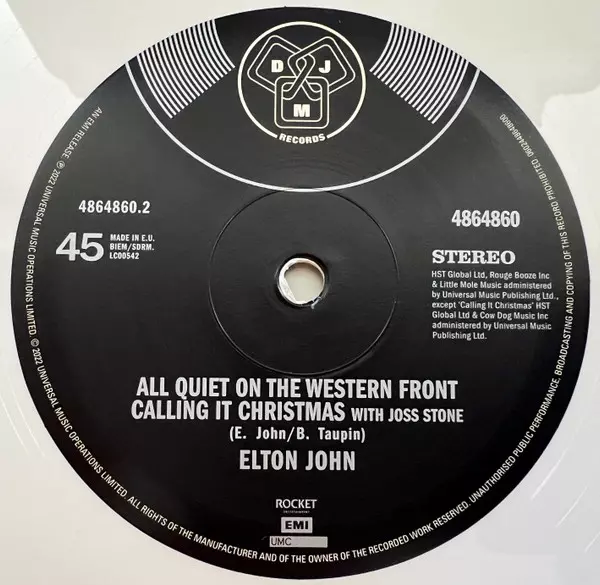 D J
M
RECORDS
4864860.2
45
MADE IN E.U.
BIEM/SDRM.
LC00542
4864860
STEREO
HST Global Ltd, Rouge Booze Inc
& Little Mole Music administered
by Universal Music Publishing Ltd.,
except 'Calling It Christmas' HST
Global Ltd & Cow Dog Music Inc
administered by Universal Music
Publishing Ltd.
ALL QUIET ON THE WESTERN FRONT
CALLING IT CHRISTMAS WITH JOSS STONE
(E. John/B. Taupin)
ELTON JOHN
ROCKET
EMI
UMC
AN EMI RELEASE. ℗ 2022 UNIVERSAL MUSIC OPERATIONS LIMITED. © 2022 UNIVERSAL MUSIC OPERATIONS LIMITED. ALL RIGHTS OF THE MANUFACTURER AND OF THE OWNER OF THE RECORDED WORK RESERVED. UNAUTHORISED PUBLIC PERFORMANCE, BROADCASTING AND COPYING OF THIS RECORD PROHIBITED. 0602448648600